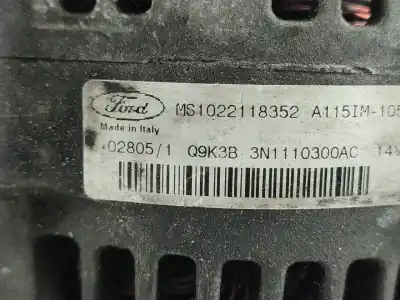 Ford MS1022118352 A115IM-105
Made in Italy
02805/1 Q9K3B 3N1110300AC 14V